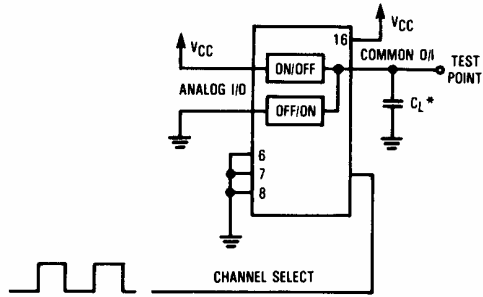 VCC
16
VCC
ON/OFF
COMMON O/I
TEST
POINT
ANALOG I/O
OFF/ON
CL*
6
7
8
CHANNEL SELECT